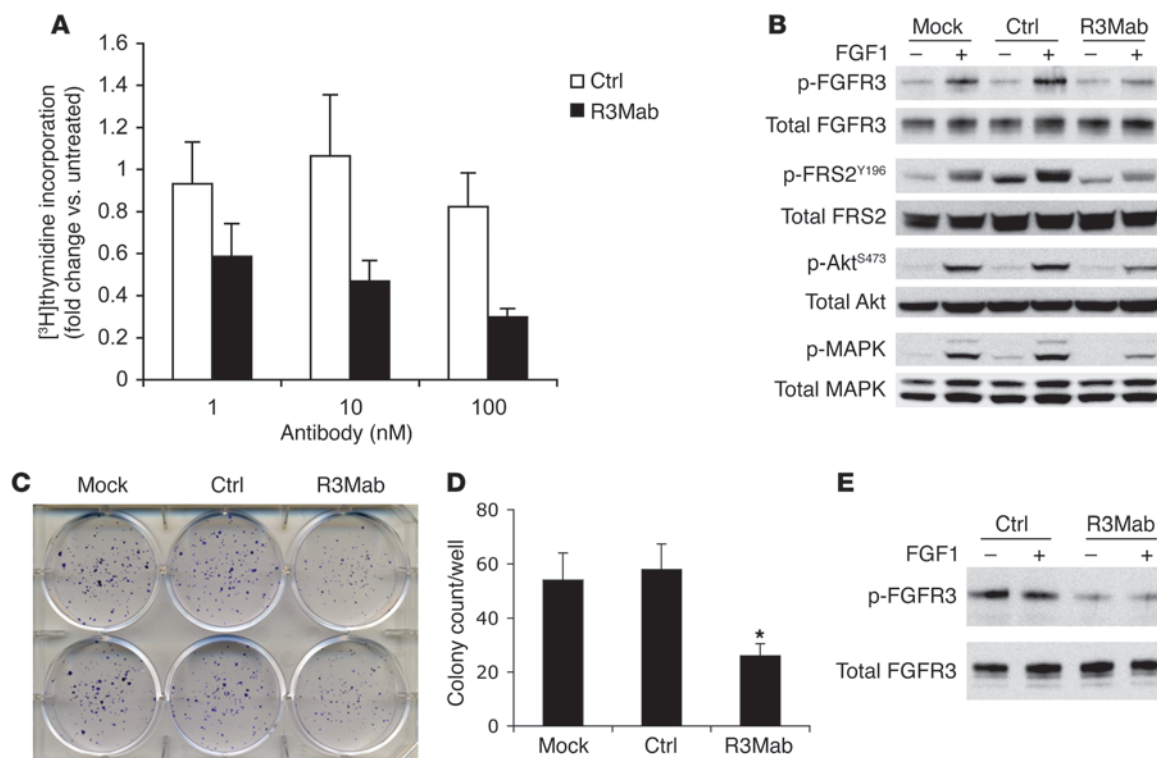 A
[³H]thymidine incorporation
(fold change vs. untreated)
1.6
1.4
1.2
1
0.8
0.6
0.4
0.2
0
1
10
100
Antibody (nM)
Ctrl
R3Mab
B
Mock
Ctrl
R3Mab
FGF1
– + – + – +
p-FGFR3
Total FGFR3
p-FRS2ʸ¹⁹⁶
Total FRS2
p-Aktˢ⁴⁷³
Total Akt
p-MAPK
Total MAPK
C
Mock
Ctrl
R3Mab
D
Colony count/well
80
60
40
20
0
*
Mock
Ctrl
R3Mab
E
Ctrl
R3Mab
FGF1
– + – +
p-FGFR3
Total FGFR3